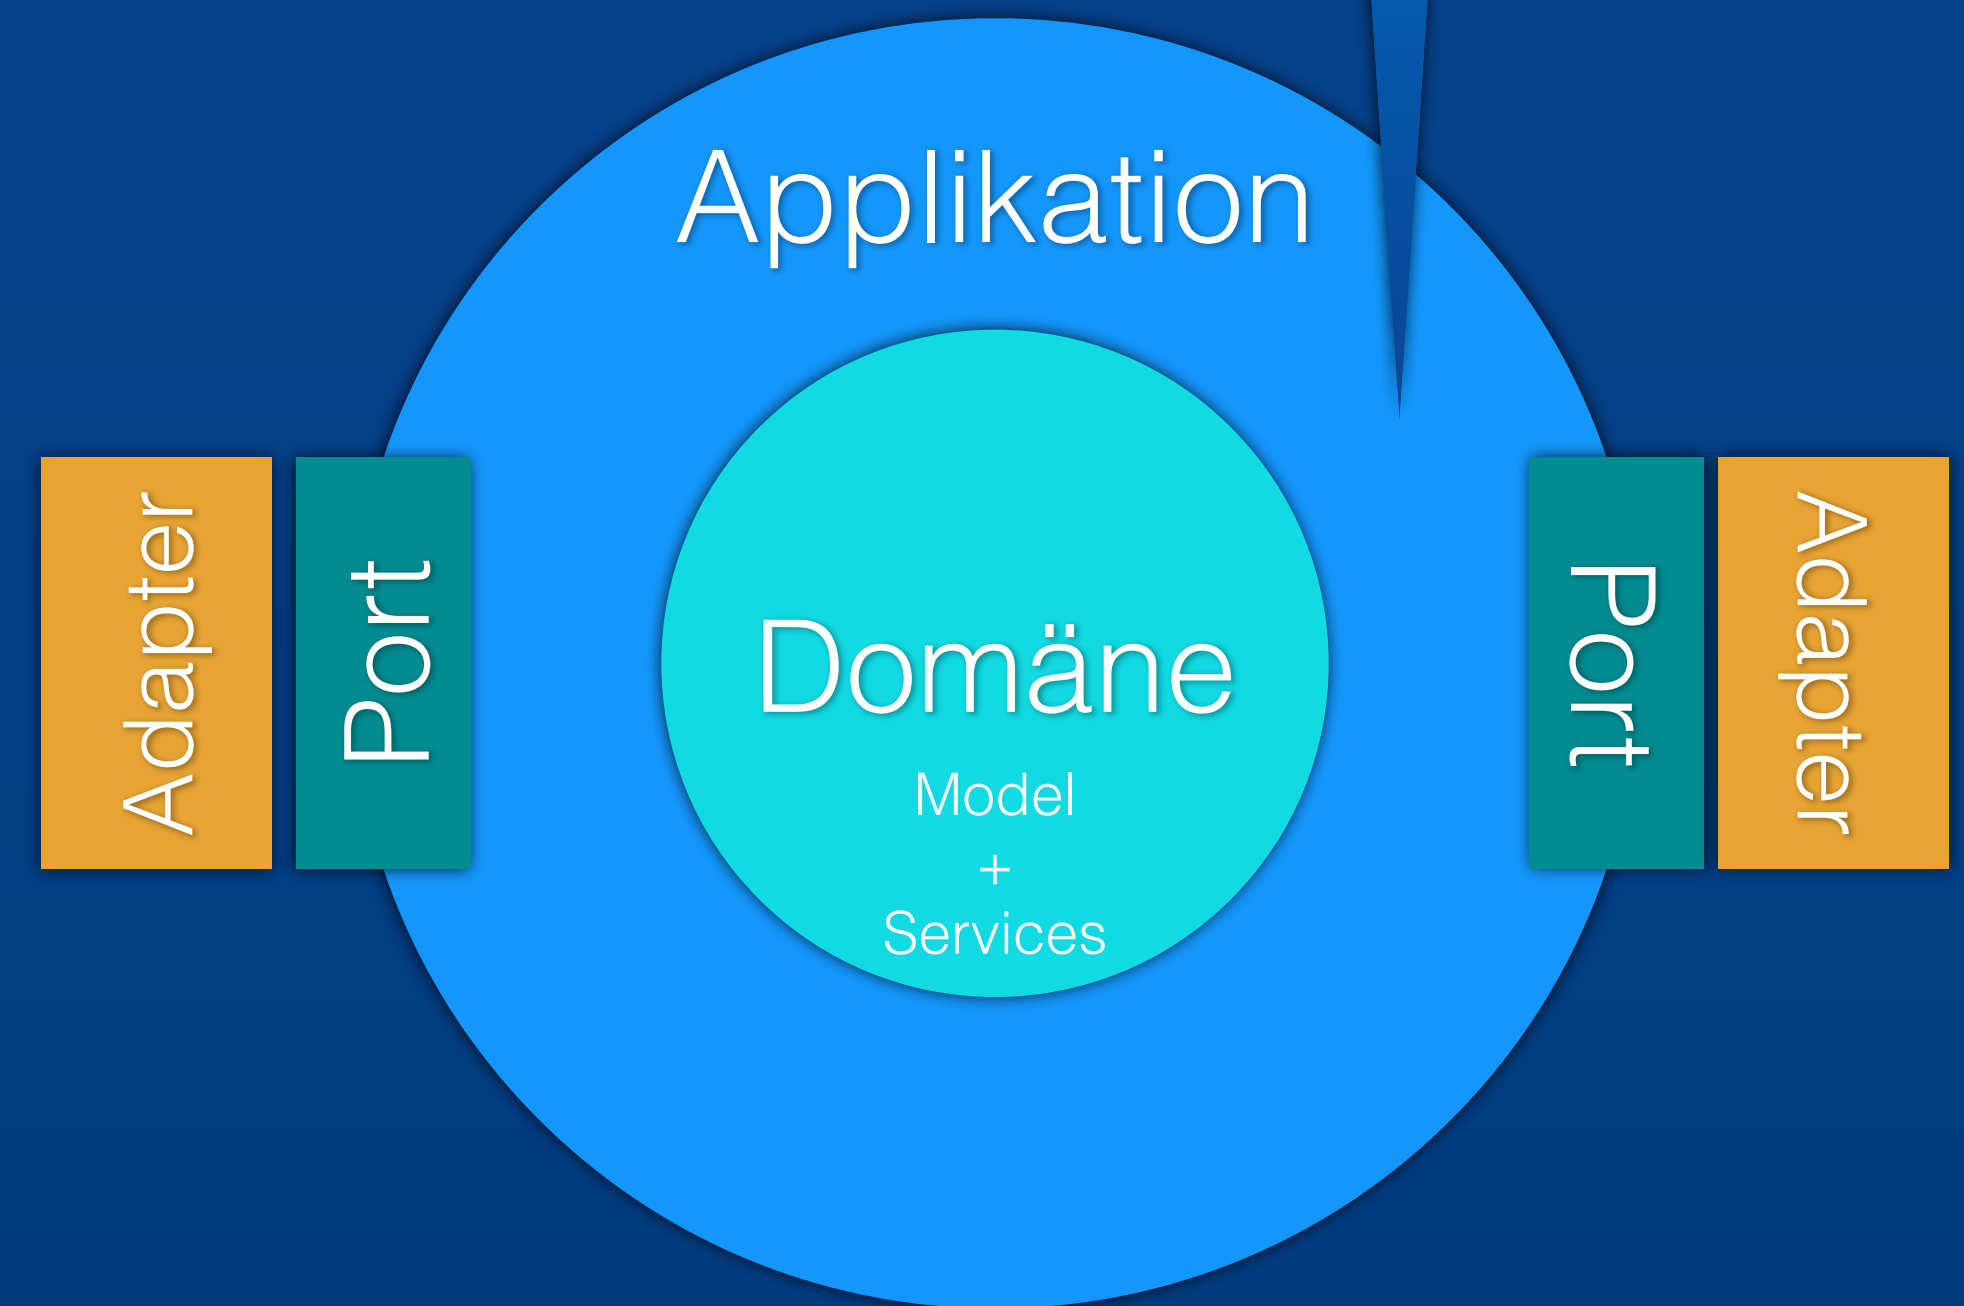 Applikation
Adapter
Port
Domäne
Model
+
Services
Port
Adapter